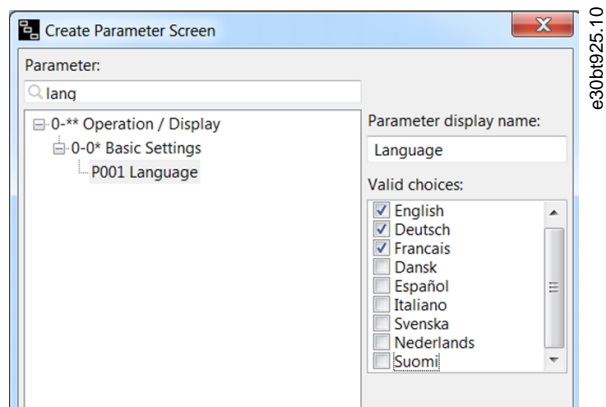 Create Parameter Screen
e30bt925.10
Parameter:
lang
0-** Operation / Display
0-0* Basic Settings
P001 Language
Parameter display name:
Language
Valid choices:
English
Deutsch
Francais
Dansk
Español
Italiano
Svenska
Nederlands
Suomi